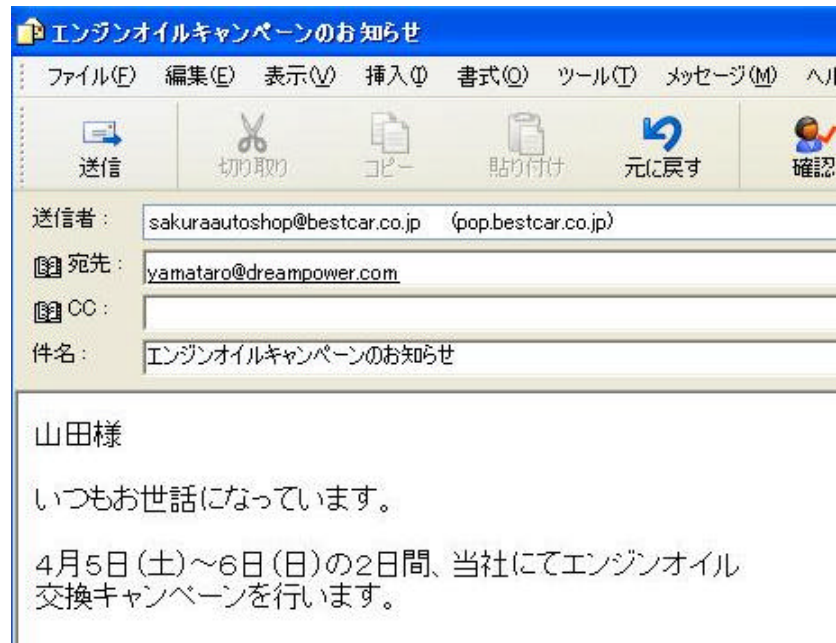 エンジンオイルキャンペーンのお知らせ
ファイル(F) 編集(E) 表示(V) 挿入(I) 書式(O) ツール(T) メッセージ(M)
送信 切り取り コピー 貼り付け 元に戻す 確認
送信者： sakuraautoshop@bestcar.co.jp (pop.bestcar.co.jp)
宛先： yamataro@dreampower.com
CC：
件名： エンジンオイルキャンペーンのお知らせ
山田様
いつもお世話になっています。
4月5日(土)～6日(日)の2日間、当社にてエンジンオイル
交換キャンペーンを行います。